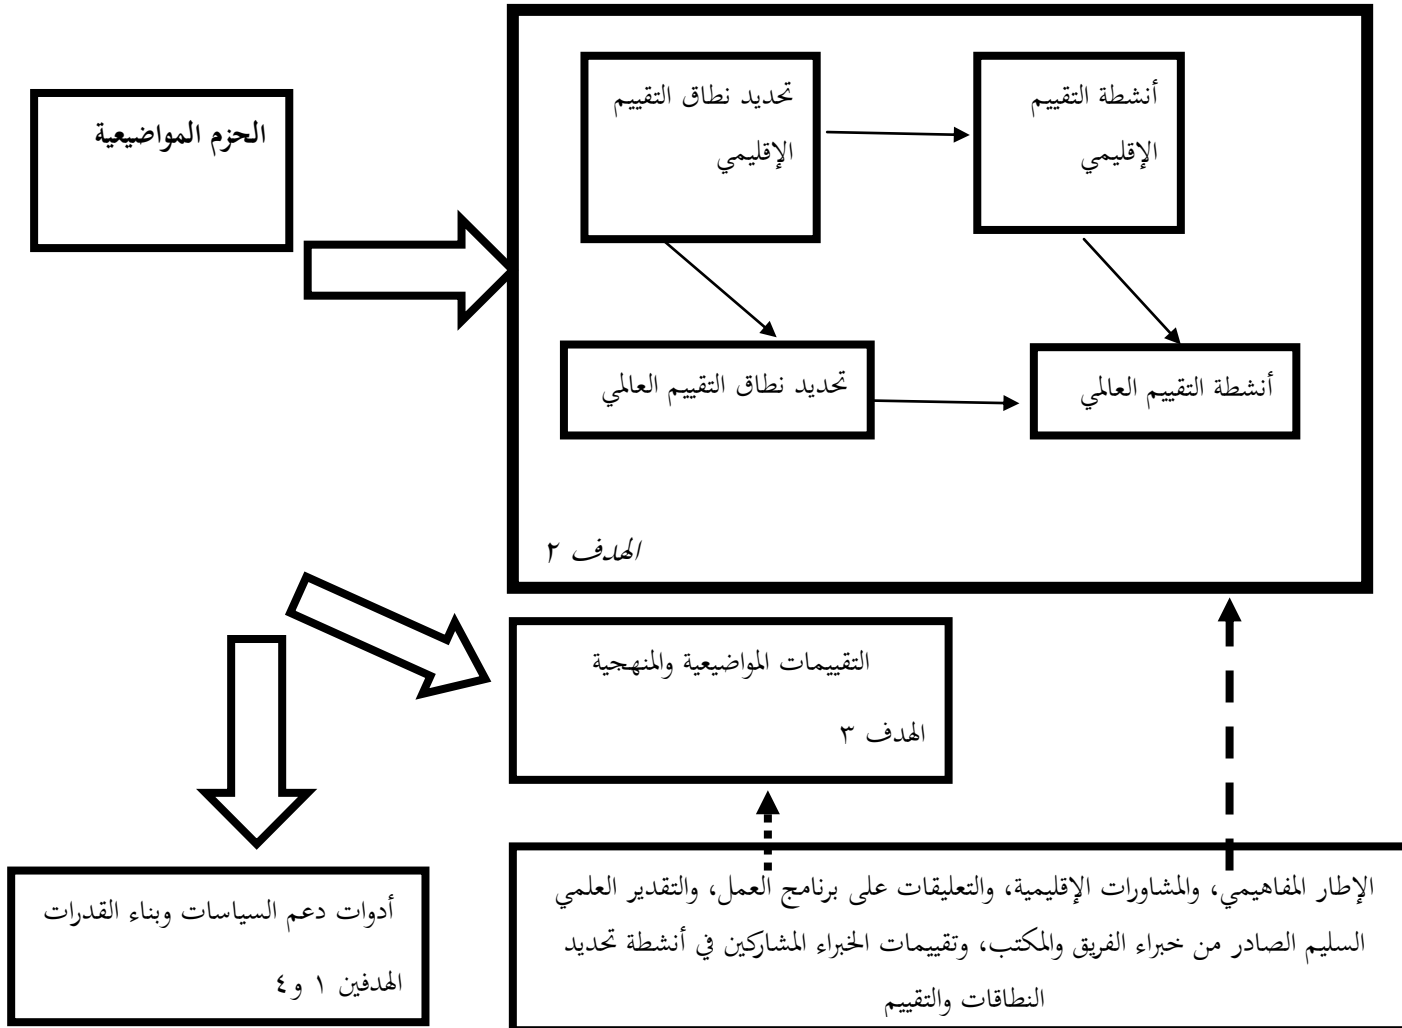 الحزم المواضيعية
تحديد نطاق التقييم
الإقليمي
أنشطة التقييم
الإقليمي
تحديد نطاق التقييم العالمي
أنشطة التقييم العالمي
الهدف ٢
التقييمات المواضيعية والمنهجية
الهدف ٣
أدوات دعم السياسات وبناء القدرات
الهدفين ١ و٤
الإطار المفاهيمي، والمشاورات الإقليمية، والتعليقات على برنامج العمل، والتقدير العلمي
السليم الصادر من خبراء الفريق والمكتب، وتقييمات الخبراء المشاركين في أنشطة تحديد
النطاقات والتقييم